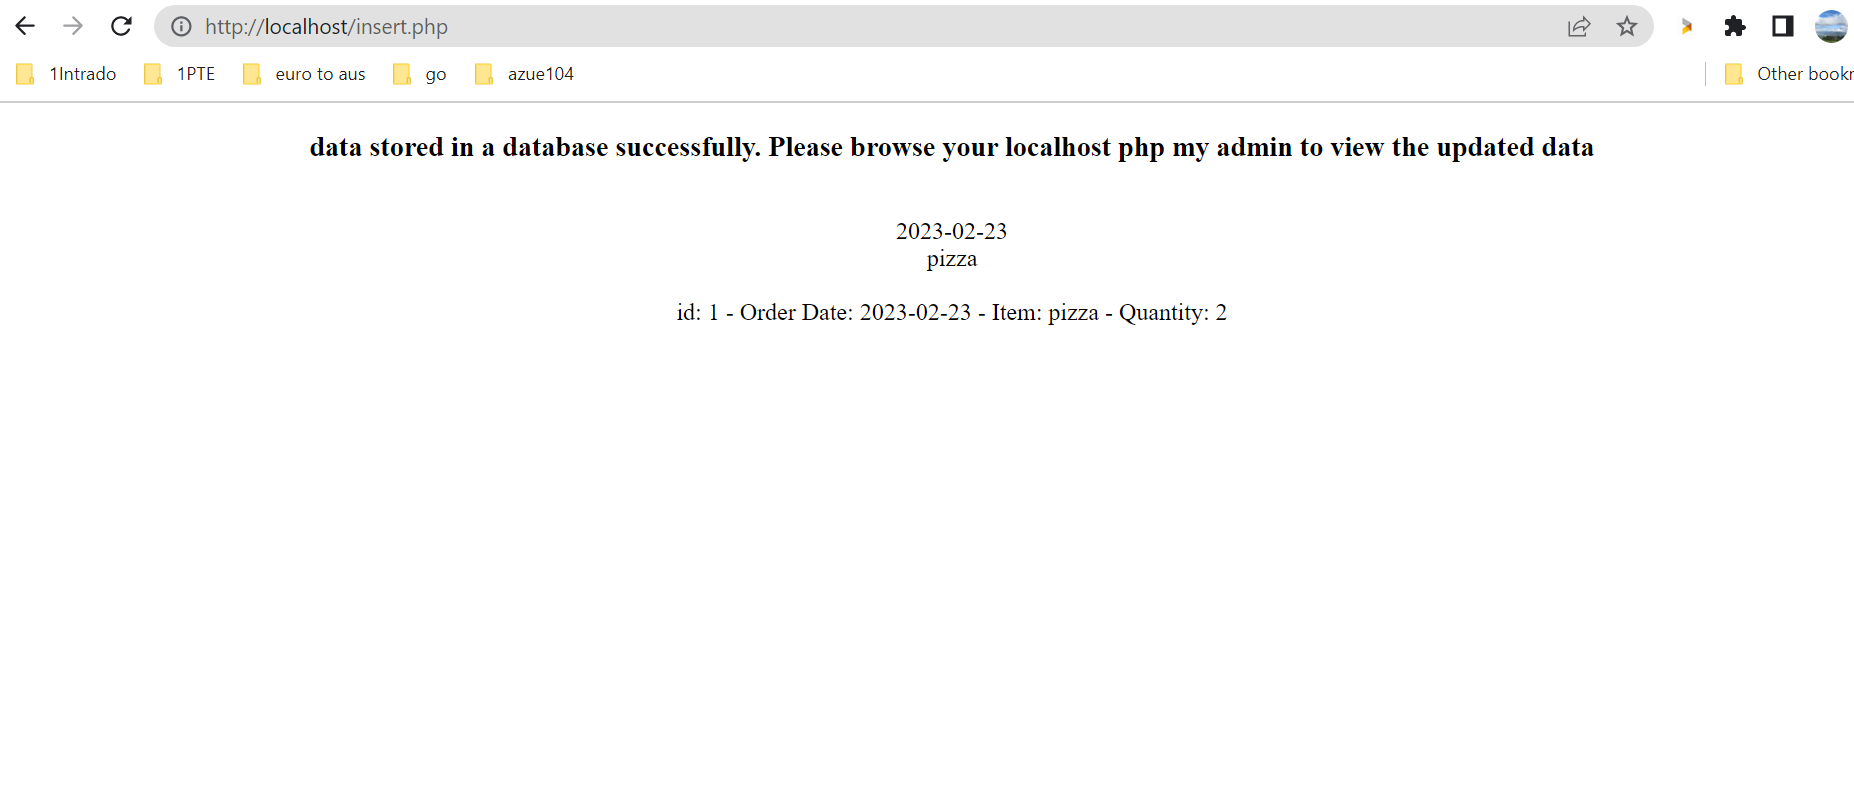 http://localhost/insert.php
1Intrado 1PTE euro to aus go azue104 Other bookr
data stored in a database successfully. Please browse your localhost php my admin to view the updated data
2023-02-23
pizza
id: 1 - Order Date: 2023-02-23 - Item: pizza - Quantity: 2